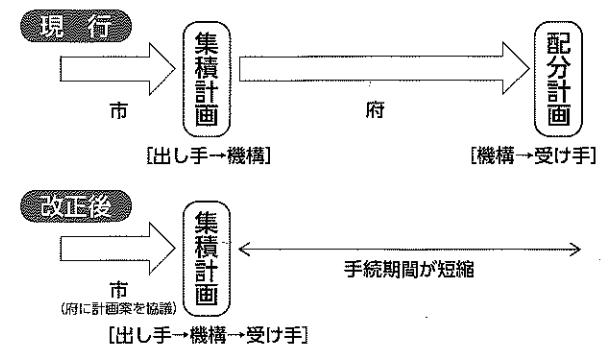 現行
集積計画
配分計画
市
府
[出し手→機構]
[機構→受け手]
改正後
集積計画
手続期間が短縮
市
(府に計画案を協議)
[出し手→機構→受け手]